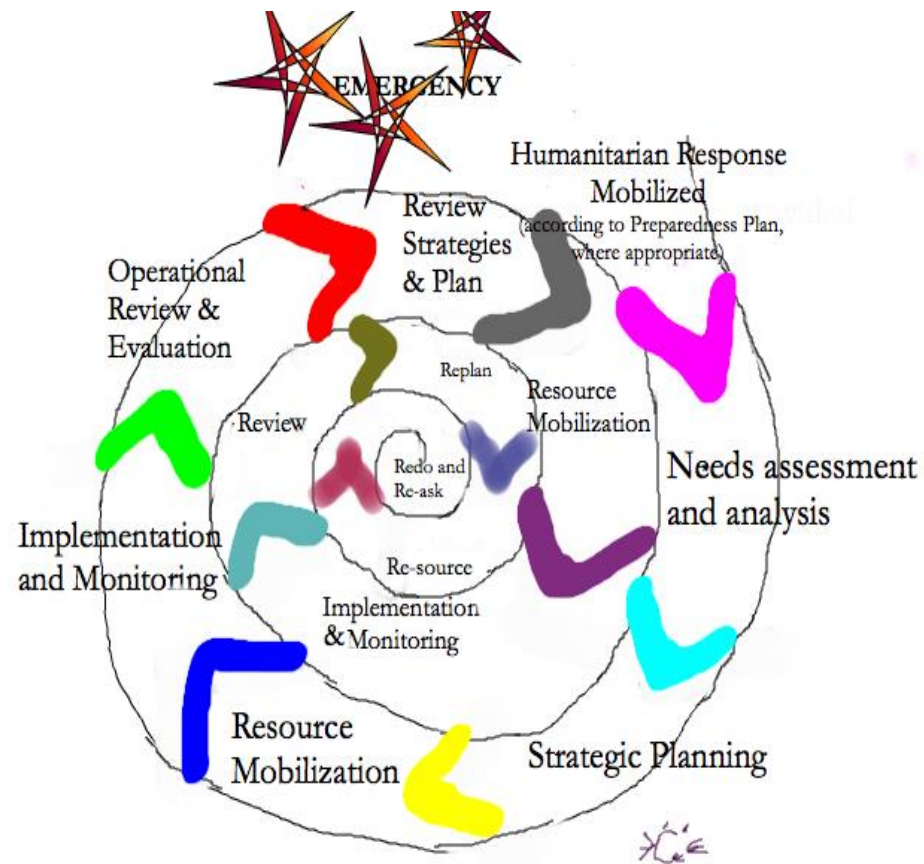 EMERGENCY
Humanitarian Response
Mobilized
(according to Preparedness Plan,
where appropriate)
Needs assessment
and analysis
Strategic Planning
Resource
Mobilization
Implementation
and Monitoring
Operational
Review &
Evaluation
Review
Strategies
& Plan
Resource
Mobilization
Implementation
& Monitoring
Review
Replan
Re-source
Redo and
Re-ask